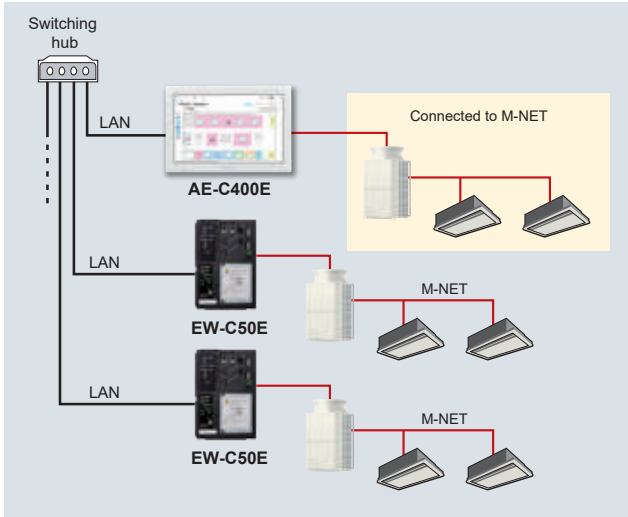 Switching
hub
LAN
Connected to M-NET
AE-C400E
LAN
M-NET
EW-C50E
LAN
M-NET
EW-C50E